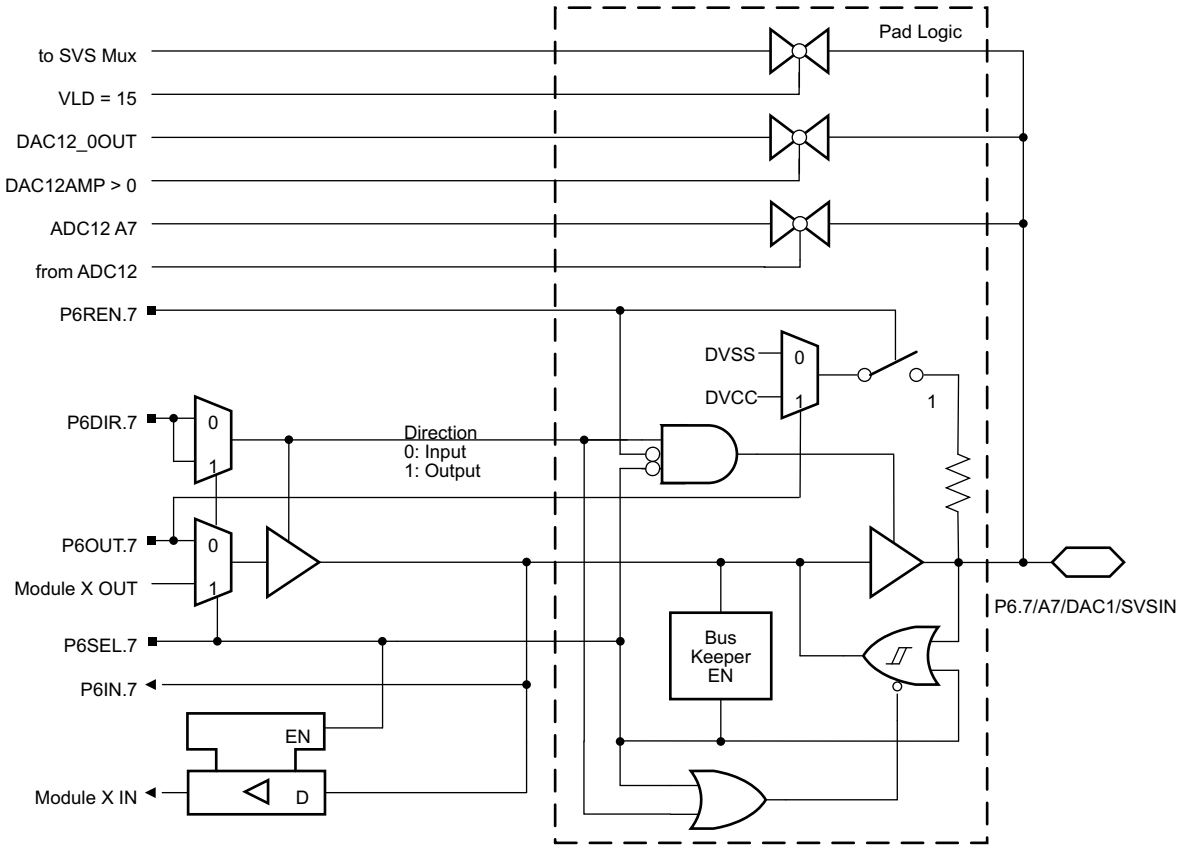 Pad Logic
to SVS Mux
VLD = 15
DAC12_0OUT
DAC12AMP > 0
ADC12 A7
from ADC12
P6REN.7
DVSS
0
DVCC
1
1
P6DIR.7
0
1
Direction
0: Input
1: Output
P6OUT.7
0
Module X OUT
1
P6.7/A7/DAC1/SVSIN
P6SEL.7
Bus
Keeper
EN
P6IN.7
EN
Module X IN
D